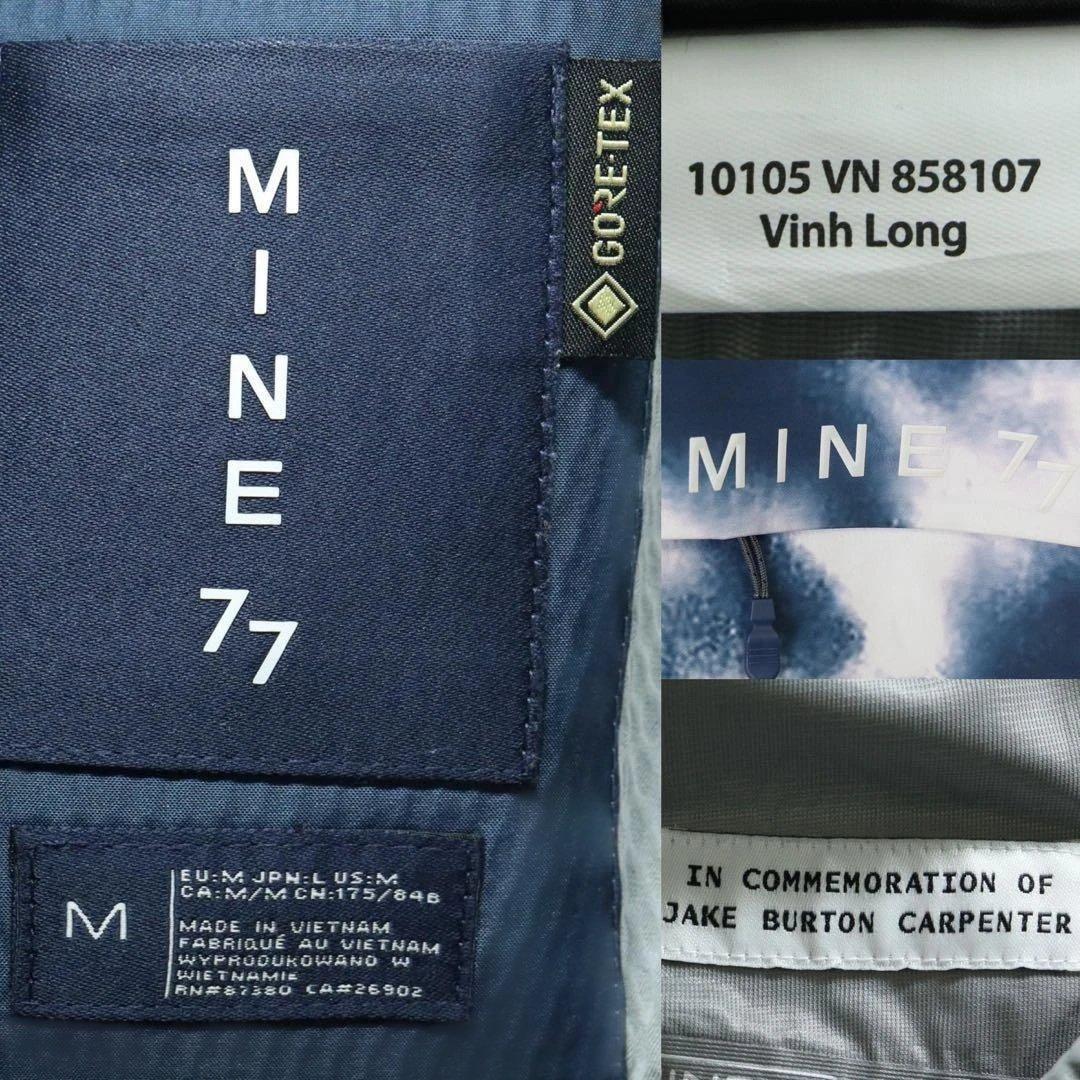 MINE
77
GORE-TEX
M
EU:M JPN:L US:M
CA:M/M CN:175/84B
MADE IN VIETNAM
FABRIQUÉ AU VIETNAM
WYPRODUKOWANO W
WIETNAMIE
RN#87380 CA#26902
10105 VN 858107
Vinh Long
MINE 77
IN COMMEMORATION OF
JAKE BURTON CARPENTER